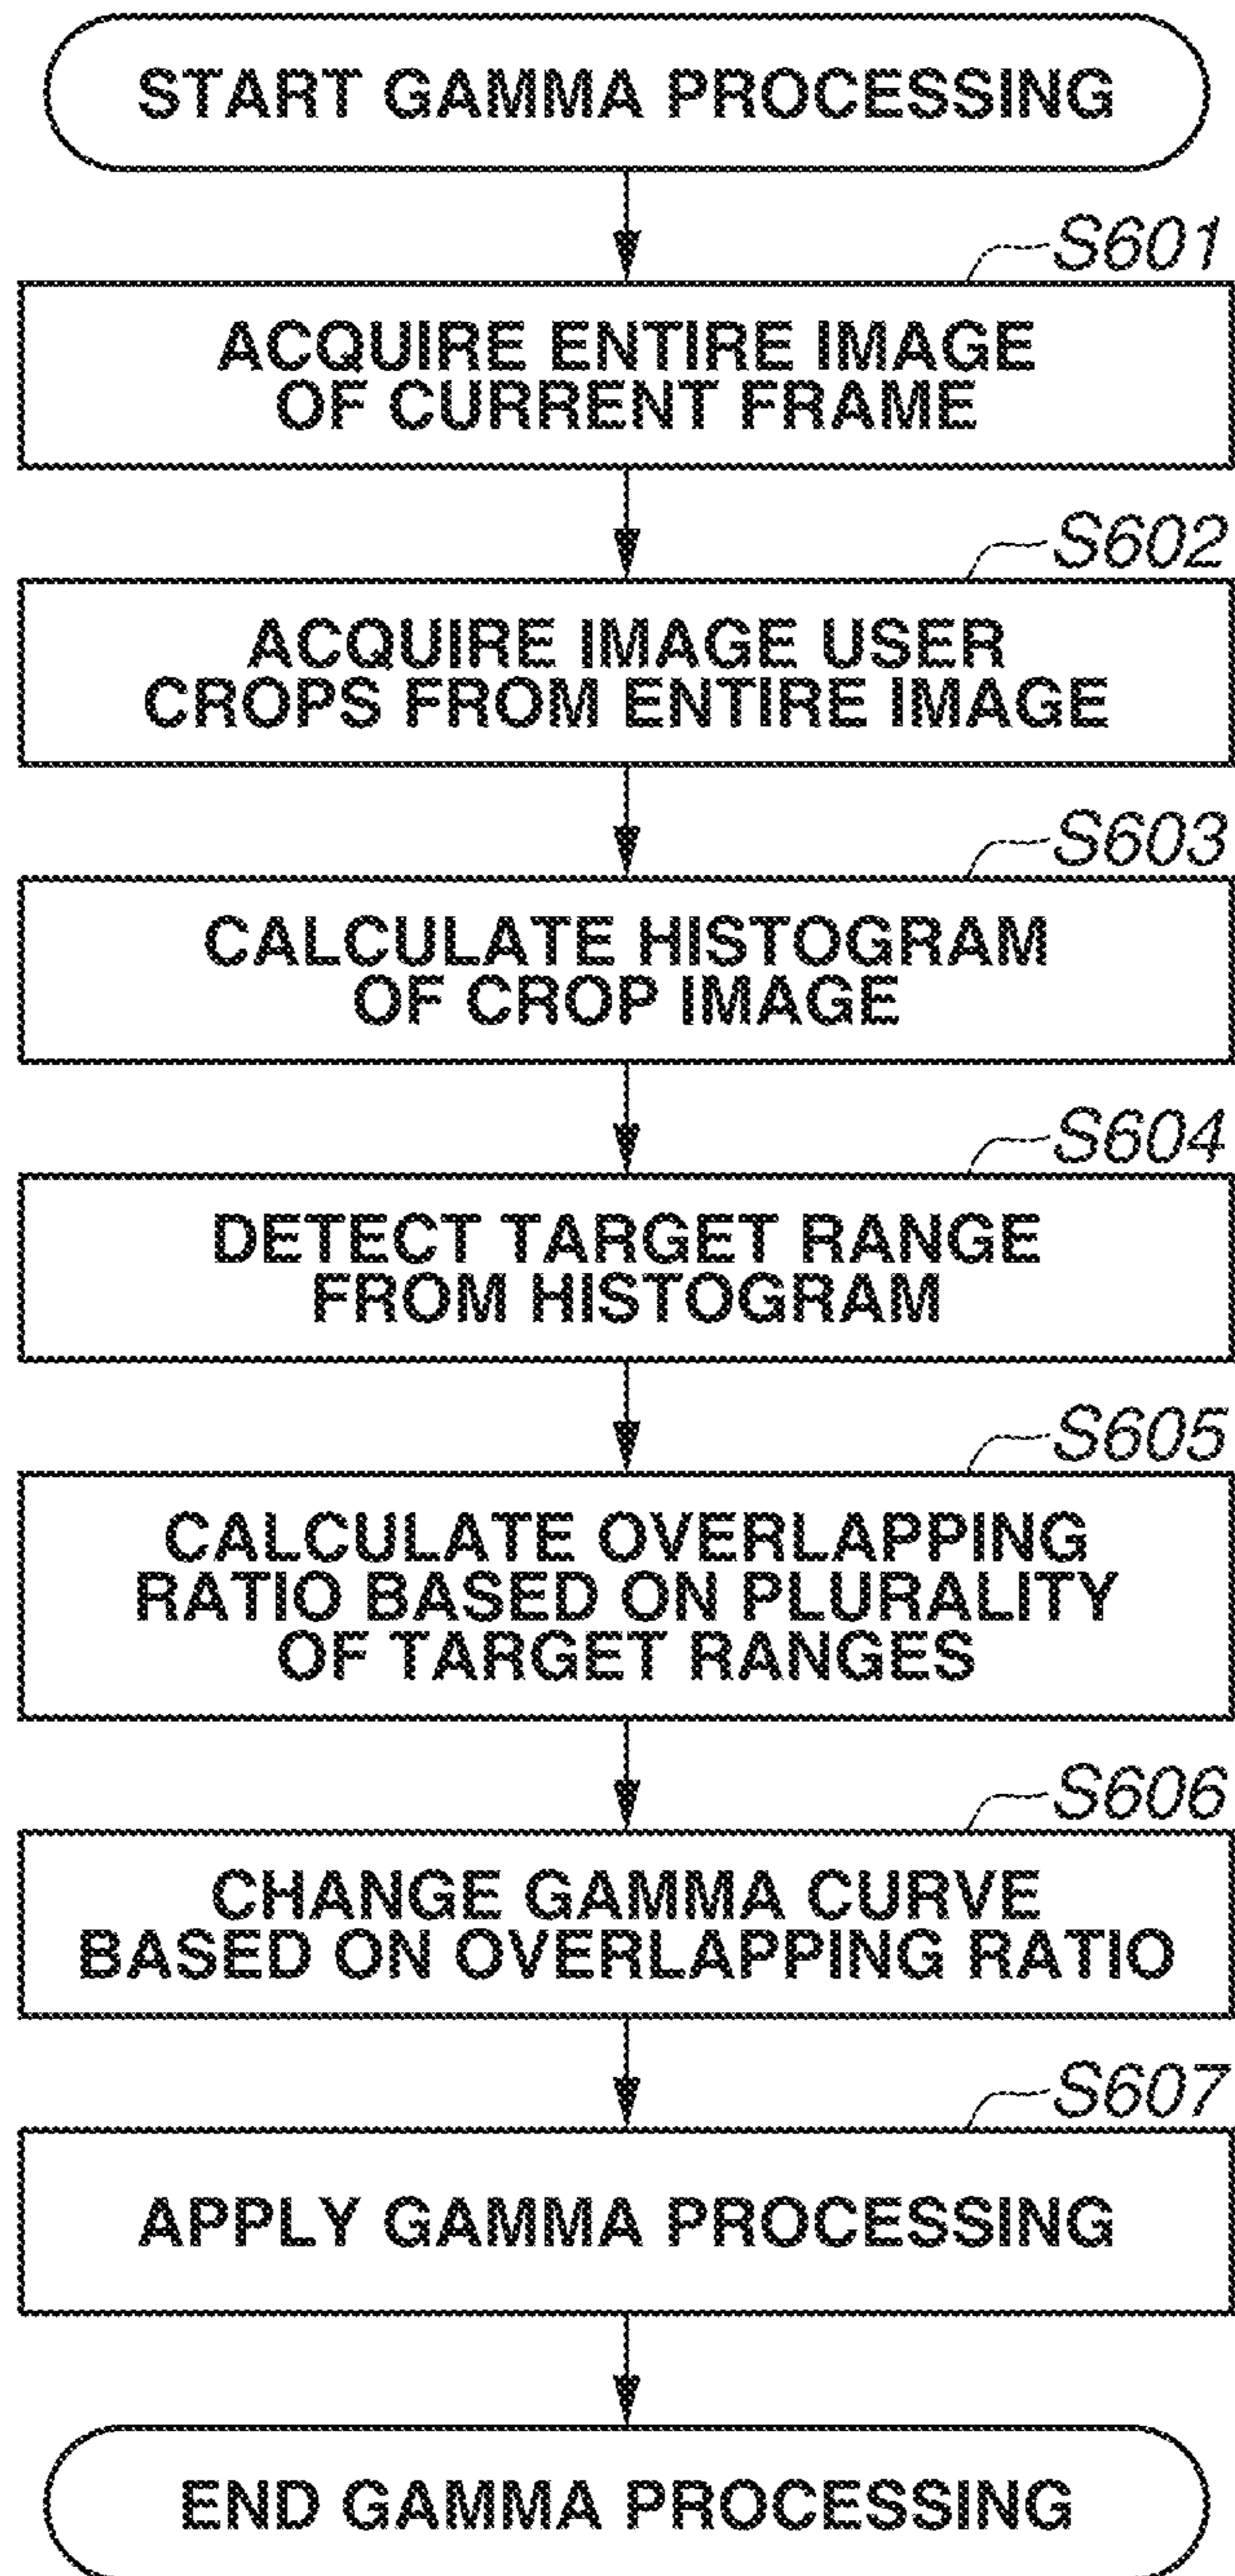 START GAMMA PROCESSING
S601
ACQUIRE ENTIRE IMAGE
OF CURRENT FRAME
S602
ACQUIRE IMAGE USER
CROPS FROM ENTIRE IMAGE
S603
CALCULATE HISTOGRAM
OF CROP IMAGE
S604
DETECT TARGET RANGE
FROM HISTOGRAM
S605
CALCULATE OVERLAPPING
RATIO BASED ON PLURALITY
OF TARGET RANGES
S606
CHANGE GAMMA CURVE
BASED ON OVERLAPPING RATIO
S607
APPLY GAMMA PROCESSING
END GAMMA PROCESSING